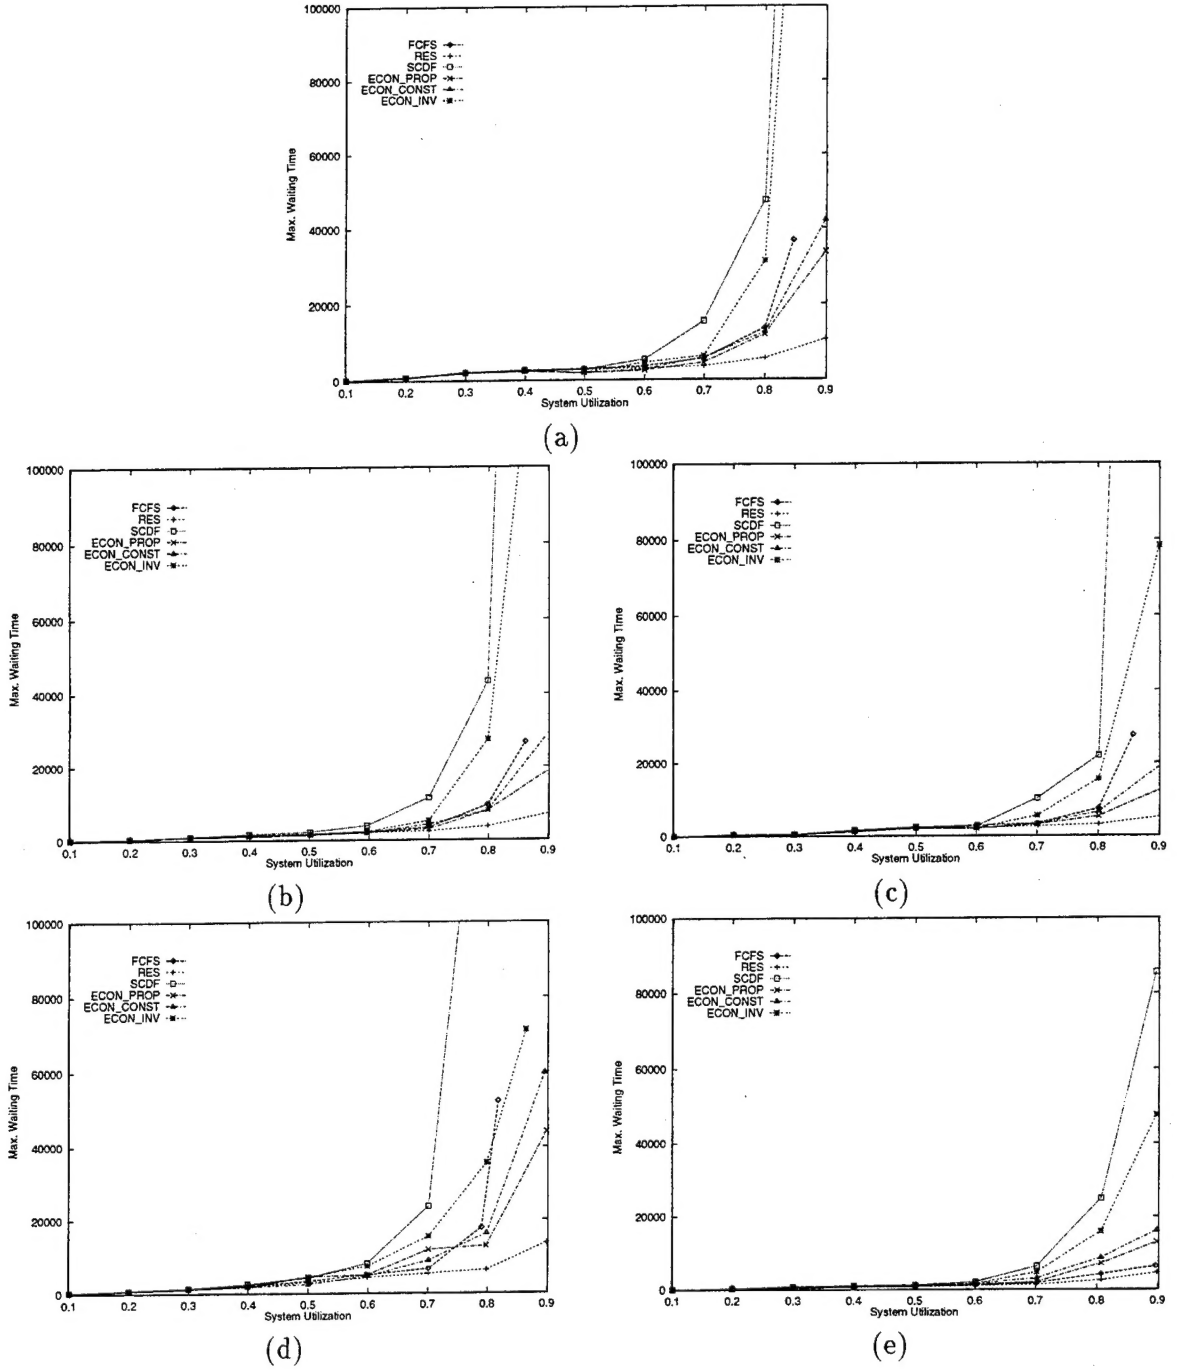 100000
80000
60000
40000
20000
0
Max. Waiting Time
FCFS
RES
SCDF
ECON_PROP
ECON_CONST
ECON_INV
0.1 0.2 0.3 0.4 0.5 0.6 0.7 0.8 0.9
System Utilization
(a)
100000
80000
60000
40000
20000
0
Max. Waiting Time
FCFS
RES
SCDF
ECON_PROP
ECON_CONST
ECON_INV
0.1 0.2 0.3 0.4 0.5 0.6 0.7 0.8 0.9
System Utilization
(b)
100000
80000
60000
40000
20000
0
Max. Waiting Time
FCFS
RES
SCDF
ECON_PROP
ECON_CONST
ECON_INV
0.1 0.2 0.3 0.4 0.5 0.6 0.7 0.8 0.9
System Utilization
(c)
100000
80000
60000
40000
20000
0
Max. Waiting Time
FCFS
RES
SCDF
ECON_PROP
ECON_CONST
ECON_INV
0.1 0.2 0.3 0.4 0.5 0.6 0.7 0.8 0.9
System Utilization
(d)
100000
80000
60000
40000
20000
0
Max. Waiting Time
FCFS
RES
SCDF
ECON_PROP
ECON_CONST
ECON_INV
0.1 0.2 0.3 0.4 0.5 0.6 0.7 0.8 0.9
System Utilization
(e)